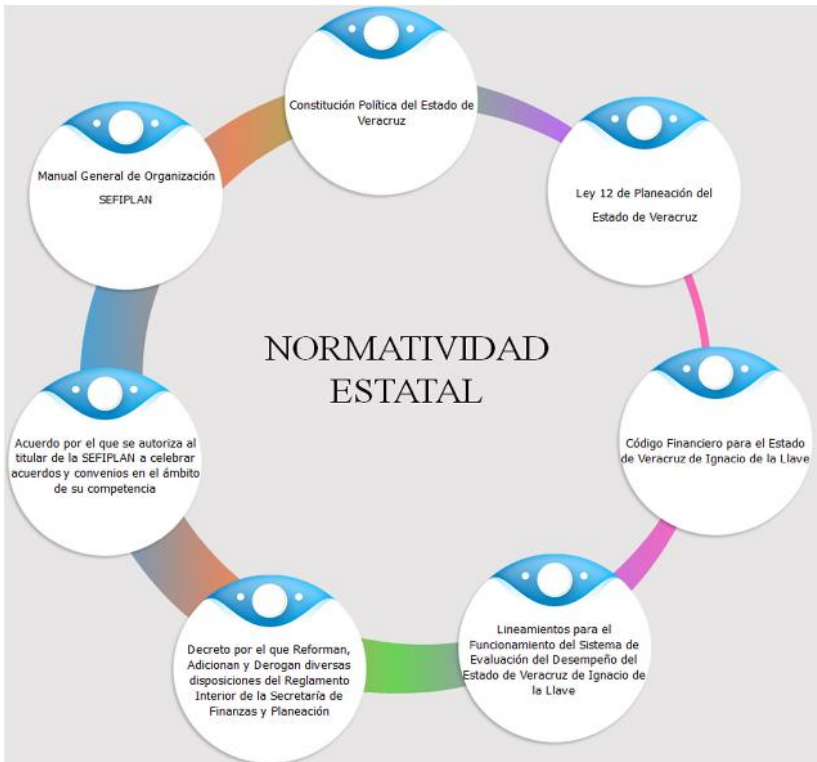 Constitución Política del Estado de
Veracruz
Ley 12 de Planeación del
Estado de Veracruz
Código Financiero para el Estado
de Veracruz de Ignacio de la Llave
Lineamientos para el
Funcionamiento del Sistema de
Evaluación del Desempeño del
Estado de Veracruz de Ignacio de
la Llave
Decreto por el que Reforman,
Adicionan y Derogan diversas
disposiciones del Reglamento
Interior de la Secretaría de
Finanzas y Planeación
Acuerdo por el que se autoriza al
titular de la SEFIPLAN a celebrar
acuerdos y convenios en el ámbito
de su competencia
Manual General de Organización
SEFIPLAN
NORMATIVIDAD
ESTATAL